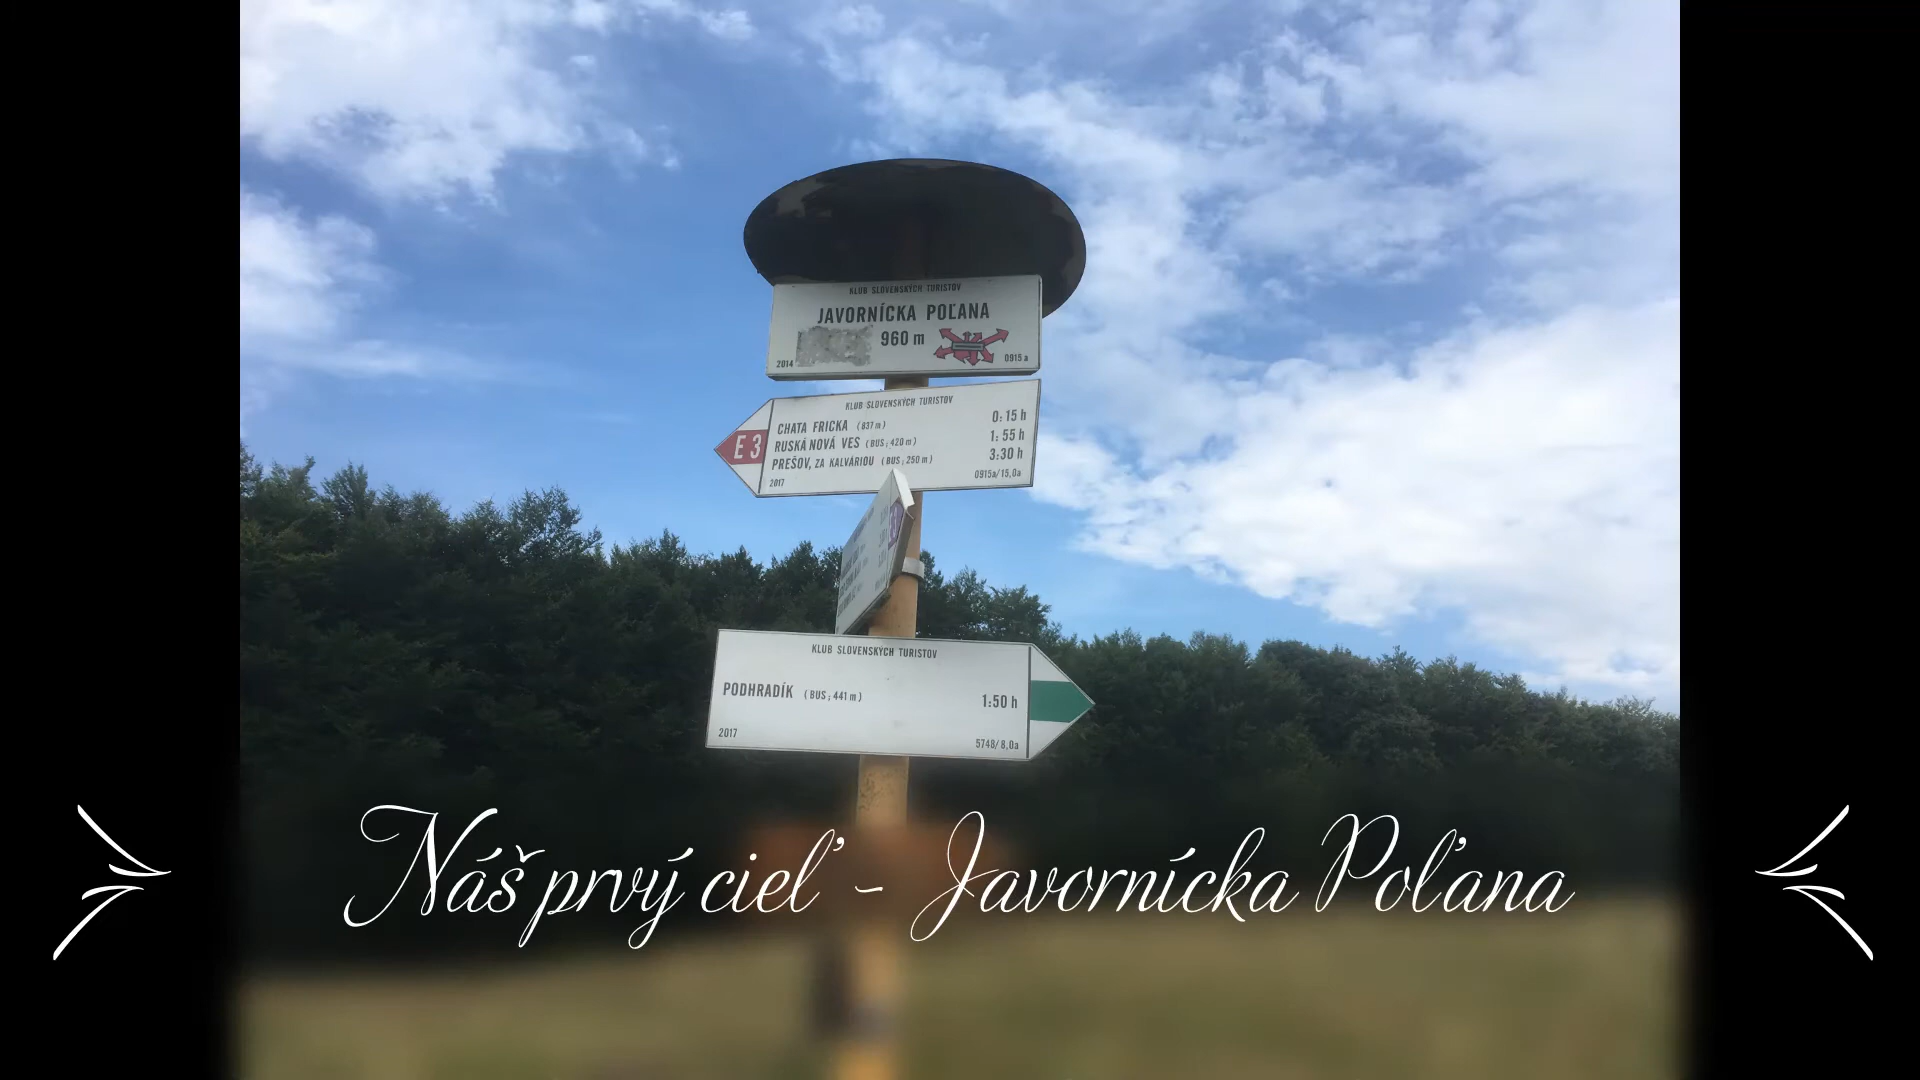 KLUB SLOVENSKÝCH TURISTOV
JAVORNÍCKA POĽANA
960 m
2014 0915 a
KLUB SLOVENSKÝCH TURISTOV
E 3
CHATA FRICKA (837 m) 0:15 h
RUSKÁ NOVÁ VES (BUS; 420 m) 1:55 h
PREŠOV, ZA KALVÁRIOU (BUS; 250 m) 3:30 h
2017 0915a/15,0a
KLUB SLOVENSKÝCH TURISTOV
PODHRADÍK (BUS; 441 m) 1:50 h
2017 5748/8,0a
Náš prvý cieľ - Javornícka Poľana